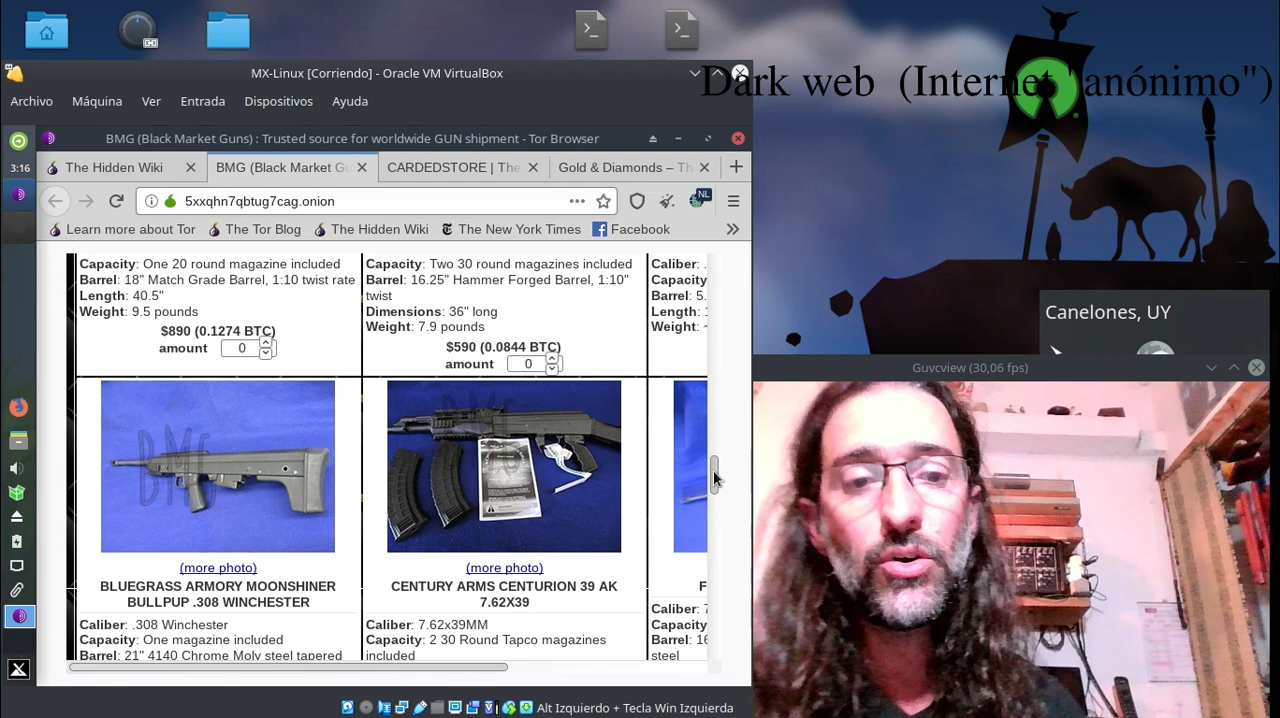 Dark web (Internet "anónimo")
MX-Linux [Corriendo] - Oracle VM VirtualBox
Archivo Máquina Ver Entrada Dispositivos Ayuda
BMG (Black Market Guns) : Trusted source for worldwide GUN shipment - Tor Browser
3:16
The Hidden Wiki
BMG (Black Market Gu
CARDEDSTORE | The
Gold & Diamonds – Th
5xxqhn7qbtug7cag.onion
NL
Learn more about Tor The Tor Blog The Hidden Wiki The New York Times Facebook
Capacity: One 20 round magazine included
Barrel: 18" Match Grade Barrel, 1:10 twist rate
Length: 40.5"
Weight: 9.5 pounds
$890 (0.1274 BTC)
amount 0
Capacity: Two 30 round magazines included
Barrel: 16.25" Hammer Forged Barrel, 1:10"
twist
Dimensions: 36" long
Weight: 7.9 pounds
$590 (0.0844 BTC)
amount 0
Caliber: .
Capacity
Barrel: 5.
Length: 1
Weight: ~
BMG
(more photo)
BLUEGRASS ARMORY MOONSHINER
BULLPUP .308 WINCHESTER
Caliber: .308 Winchester
Capacity: One magazine included
Barrel: 21" 4140 Chrome Moly steel tapered
BMG
(more photo)
CENTURY ARMS CENTURION 39 AK
7.62X39
Caliber: 7.62x39MM
Capacity: 2 30 Round Tapco magazines
included
F
Caliber: 7
Capacity
Barrel: 16
steel
Alt Izquierdo + Tecla Win Izquierda
Canelones, UY
Guvcview (30,06 fps)